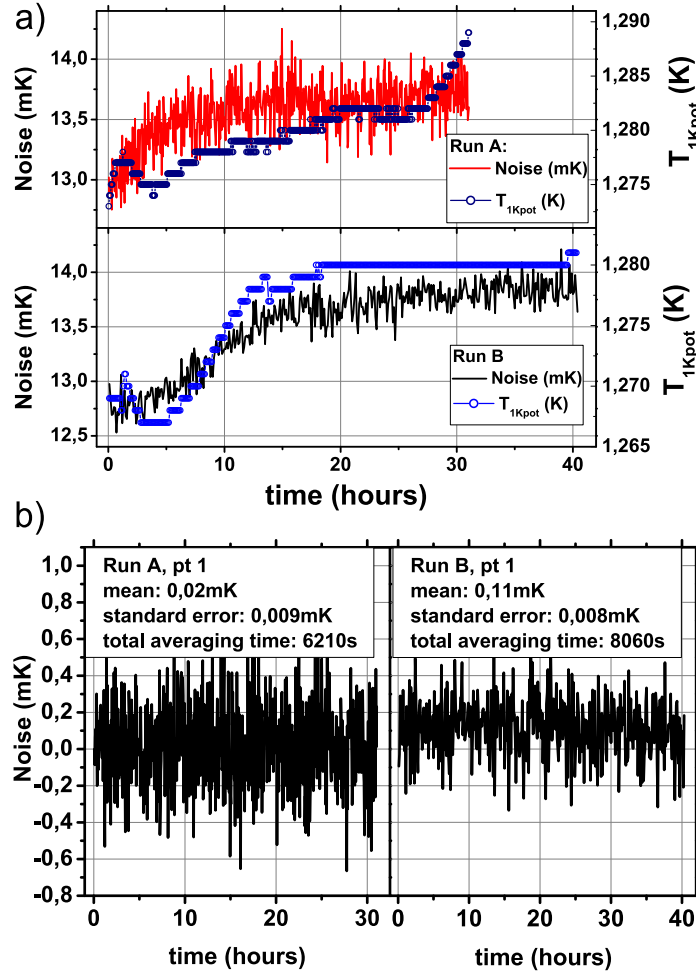 a)
14,0
13,5
13,0
Noise (mK)
1,290
1,285
1,280
1,275
T1Kpot (K)
Run A:
Noise (mK)
T1Kpot (K)
14,0
13,5
13,0
12,5
Noise (mK)
1,280
1,275
1,270
1,265
T1Kpot (K)
Run B
Noise (mK)
T1Kpot (K)
0 10 20 30 40
time (hours)
b)
1,0
0,8
0,6
0,4
0,2
0,0
-0,2
-0,4
-0,6
-0,8
Noise (mK)
Run A, pt 1
mean: 0,02mK
standard error: 0,009mK
total averaging time: 6210s
Run B, pt 1
mean: 0,11mK
standard error: 0,008mK
total averaging time: 8060s
0 10 20 30
0 10 20 30 40
time (hours)
time (hours)